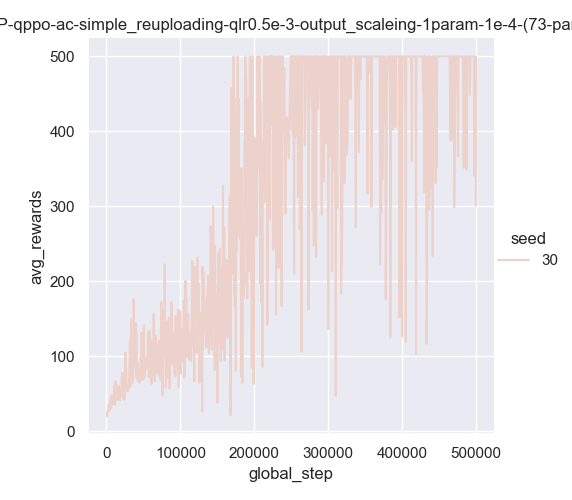 P-qppo-ac-simple_reuploading-qlr0.5e-3-output_scaleing-1param-1e-4-(73-par
500
400
300
200
100
0
avg_rewards
seed
30
0 100000 200000 300000 400000 500000
global_step